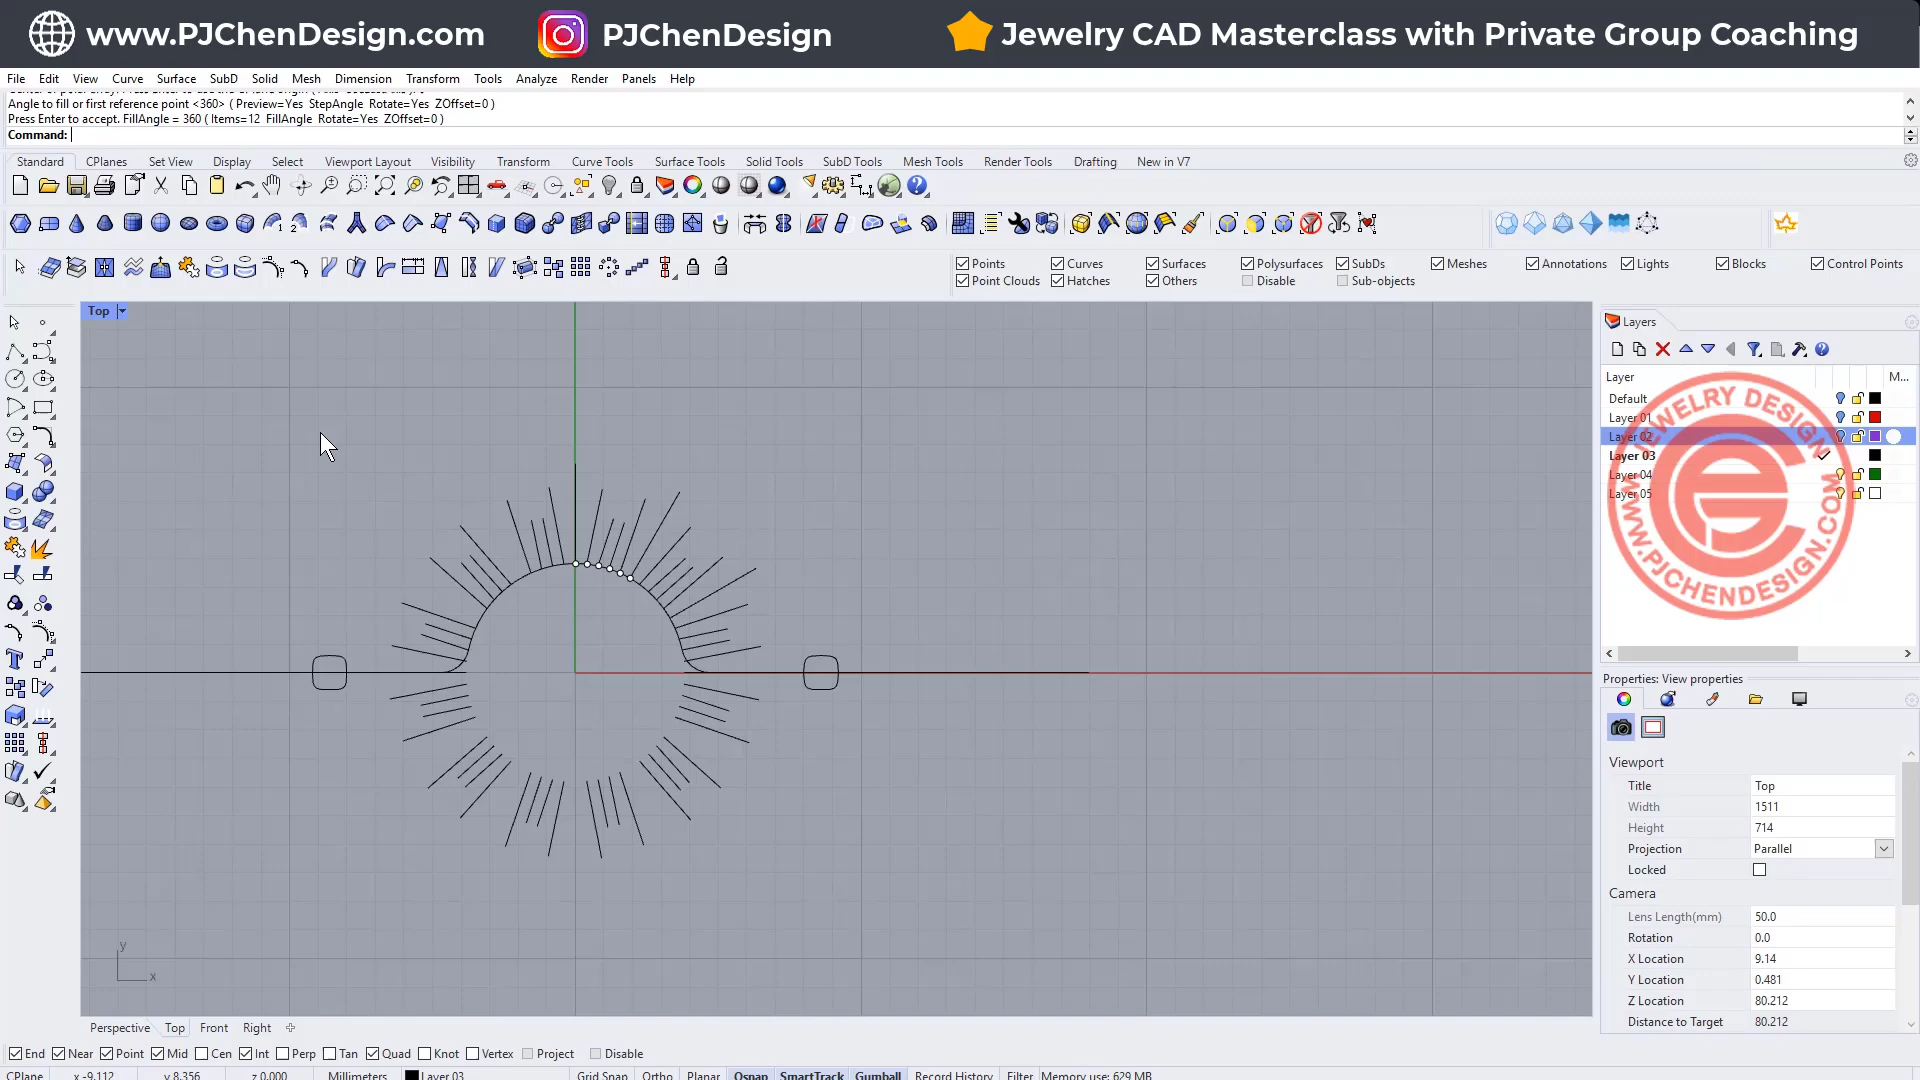 www.PJChenDesign.com PJChenDesign Jewelry CAD Masterclass with Private Group Coaching
File Edit View Curve Surface SubD Solid Mesh Dimension Transform Tools Analyze Render Panels Help
Angle to fill or first reference point <360> ( Preview=Yes StepAngle Rotate=Yes ZOffset=0 )
Press Enter to accept. FillAngle = 360 ( Items=12 FillAngle Rotate=Yes ZOffset=0 )
Command:
Standard CPlanes Set View Display Select Viewport Layout Visibility Transform Curve Tools Surface Tools Solid Tools SubD Tools Mesh Tools Render Tools Drafting New in V7
Points Curves Surfaces Polysurfaces SubDs Meshes Annotations Lights Blocks Control Points
Point Clouds Hatches Others Disable Sub-objects
Top
Layers
Layer M...
Default
Layer 01
Layer 02
Layer 03
Layer 04
Layer 05
JEWELRY DESIGN
WWW.PJCHENDESIGN.COM
Properties: View properties
Viewport
Title Top
Width 1511
Height 714
Projection Parallel
Locked
Camera
Lens Length(mm) 50.0
Rotation 0.0
X Location 9.14
Y Location 0.481
Z Location 80.212
Distance to Target 80.212
y
x
Perspective Top Front Right
End Near Point Mid Cen Int Perp Tan Quad Knot Vertex Project Disable
CPlane x -9.112 y 8.356 z 0.000 Millimeters Layer 03 Grid Snap Ortho Planar Osnap SmartTrack Gumball Record History Filter Memory use: 629 MB